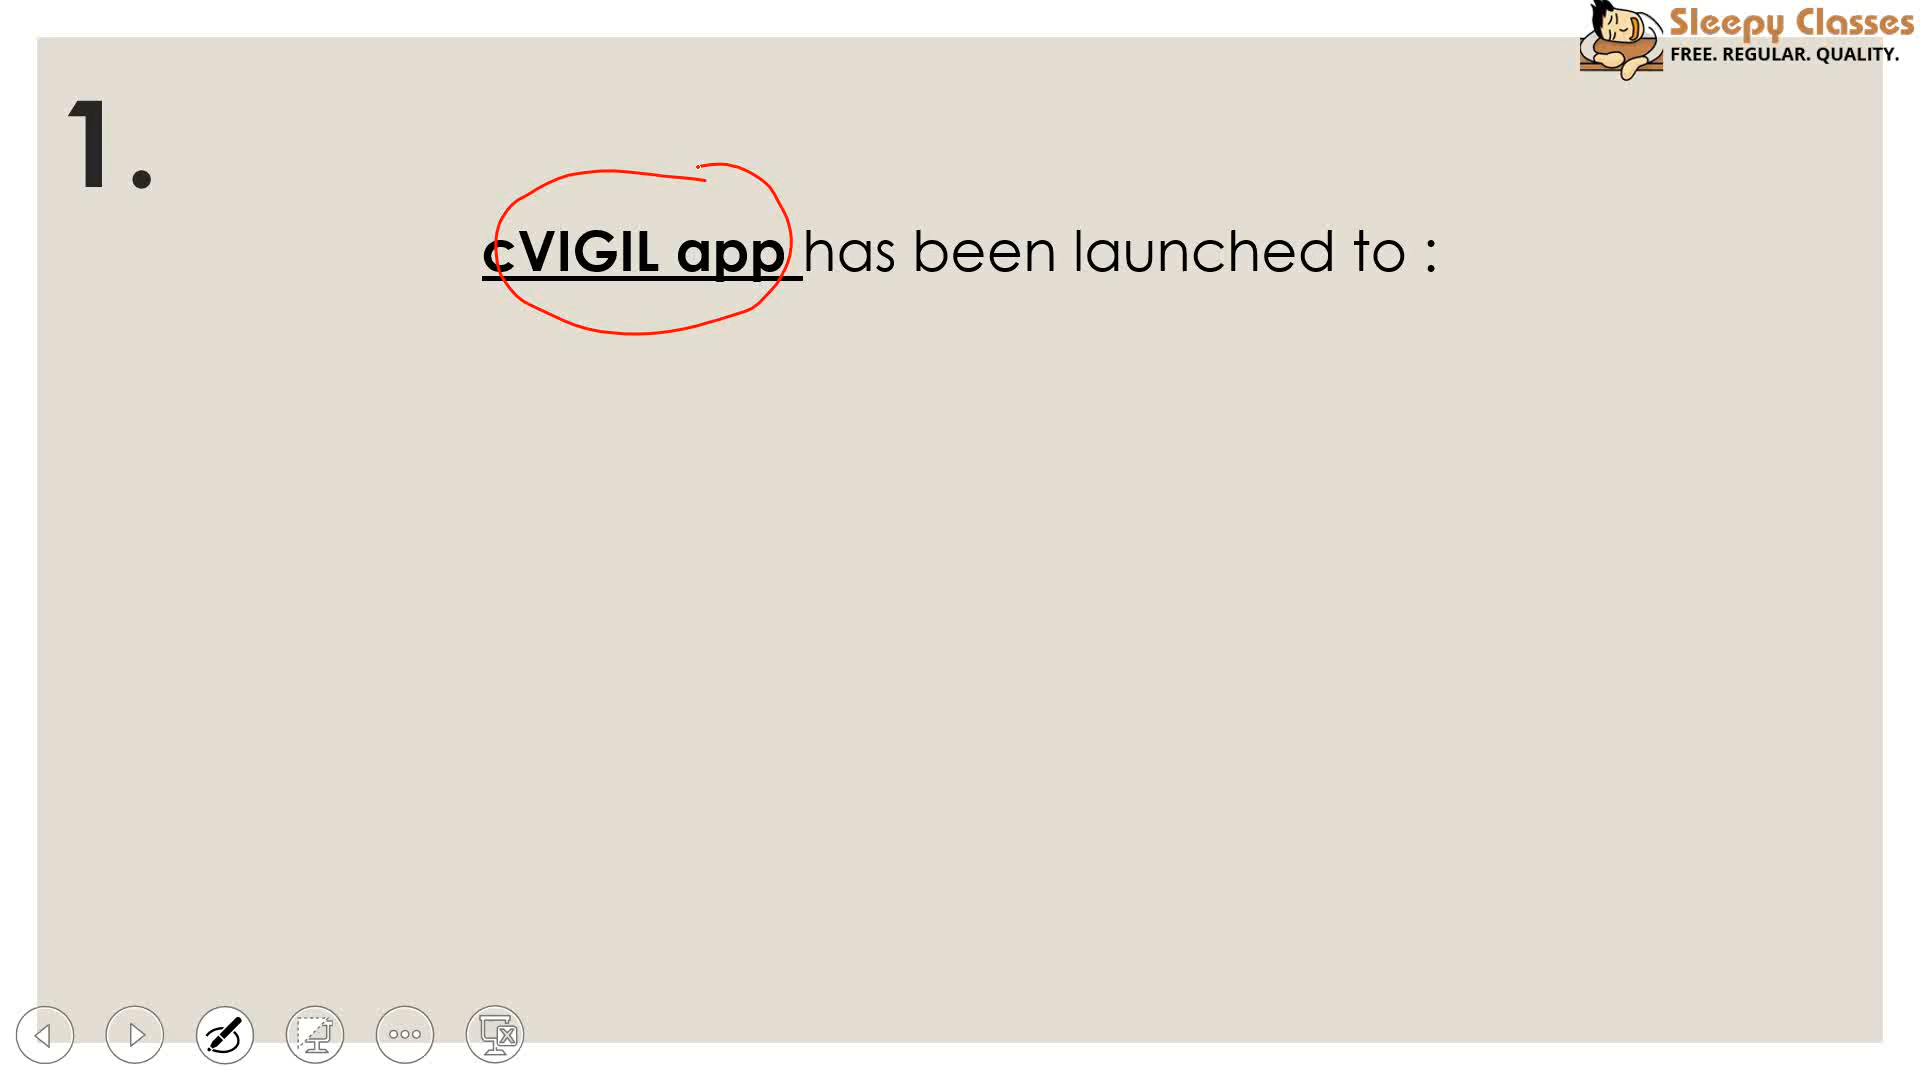 Sleepy Classes
FREE. REGULAR. QUALITY.
1.
cVIGIL app has been launched to :